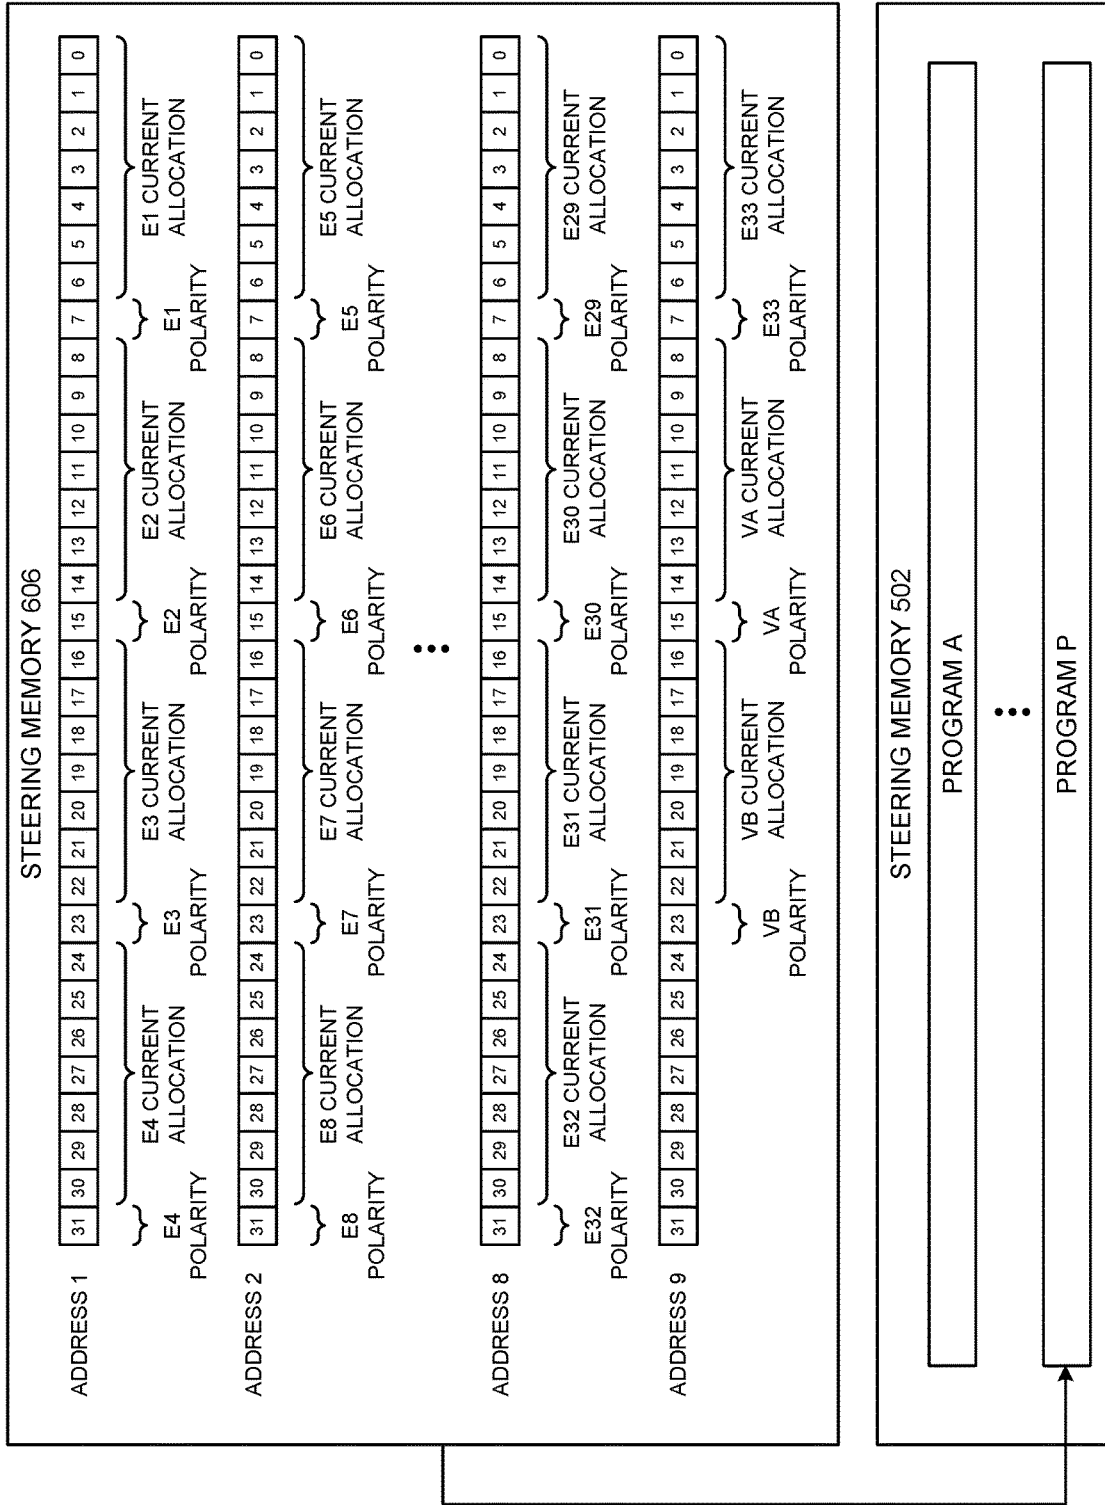 STEERING MEMORY 606
ADDRESS 1
31 30 29 28 27 26 25 24 23 22 21 20 19 18 17 16 15 14 13 12 11 10 9 8 7 6 5 4 3 2 1 0
E4
POLARITY
E4 CURRENT
ALLOCATION
E3
POLARITY
E3 CURRENT
ALLOCATION
E2
POLARITY
E2 CURRENT
ALLOCATION
E1
POLARITY
E1 CURRENT
ALLOCATION
ADDRESS 2
31 30 29 28 27 26 25 24 23 22 21 20 19 18 17 16 15 14 13 12 11 10 9 8 7 6 5 4 3 2 1 0
E8
POLARITY
E8 CURRENT
ALLOCATION
E7
POLARITY
E7 CURRENT
ALLOCATION
E6
POLARITY
E6 CURRENT
ALLOCATION
E5
POLARITY
E5 CURRENT
ALLOCATION
ADDRESS 8
31 30 29 28 27 26 25 24 23 22 21 20 19 18 17 16 15 14 13 12 11 10 9 8 7 6 5 4 3 2 1 0
E32
POLARITY
E32 CURRENT
ALLOCATION
E31
POLARITY
E31 CURRENT
ALLOCATION
E30
POLARITY
E30 CURRENT
ALLOCATION
E29
POLARITY
E29 CURRENT
ALLOCATION
ADDRESS 9
31 30 29 28 27 26 25 24 23 22 21 20 19 18 17 16 15 14 13 12 11 10 9 8 7 6 5 4 3 2 1 0
VB
POLARITY
VB CURRENT
ALLOCATION
VA
POLARITY
VA CURRENT
ALLOCATION
E33
POLARITY
E33 CURRENT
ALLOCATION
STEERING MEMORY 502
PROGRAM A
PROGRAM P